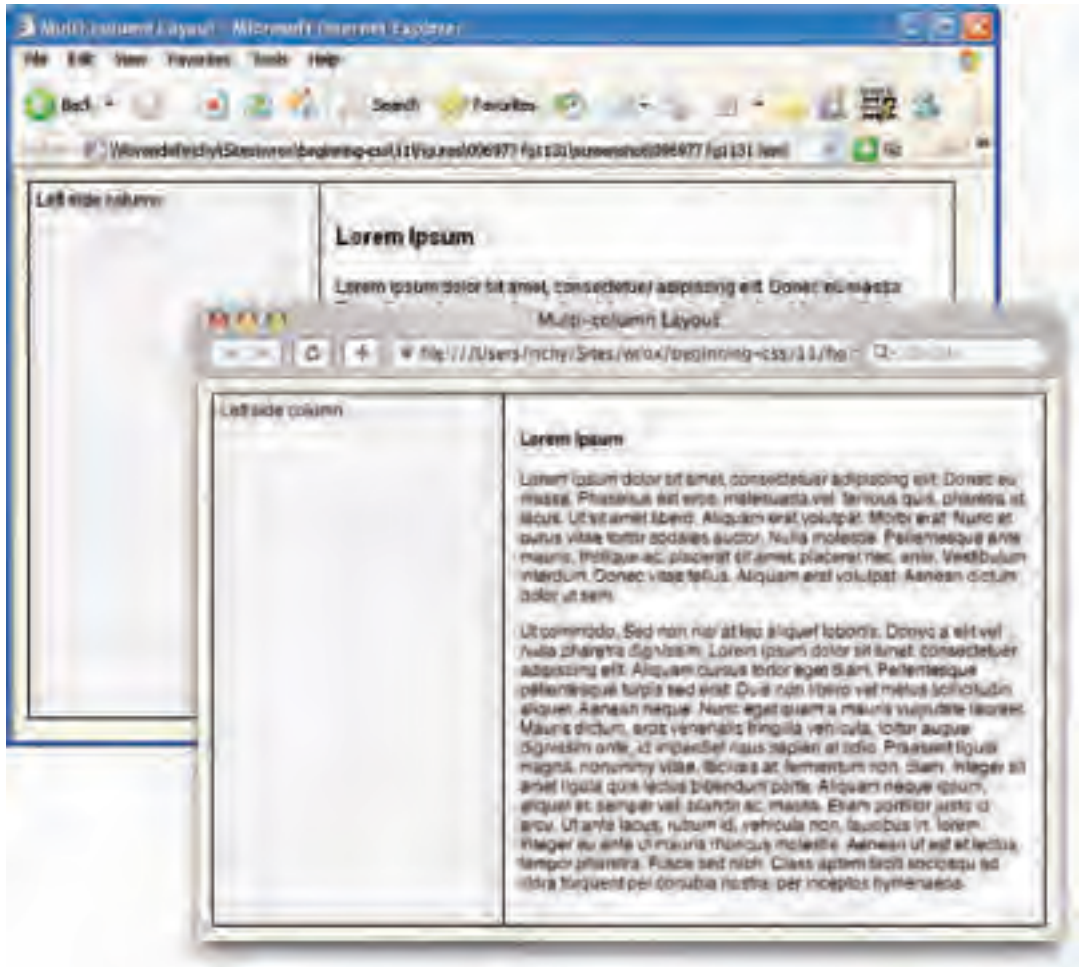 Multi-column Layout - Microsoft Internet Explorer
File Edit View Favorites Tools Help
Back Search Favorites
Go
Left side column
Lorem Ipsum
Lorem ipsum dolor sit amet, consectetuer adipiscing elit. Donec eu massa
Multi-column Layout
file:///Users/richy/Sites/wrox/beginning-css/11/ho
Left side column
Lorem Ipsum
Lorem ipsum dolor sit amet, consectetuer adipiscing elit. Donec eu
massa. Phasellus est eros, malesuada vel, tempus quis, pharetra at,
lacus. Ut sit amet libero. Aliquam erat volutpat. Morbi erat. Nunc et
purus vitae tortor sodales auctor. Nulla molestie. Pellentesque ante
mauris, tristique ac, placerat sit amet, placerat nec, ante. Vestibulum
interdum. Donec vitae tellus. Aliquam erat volutpat. Aenean dictum
dolor ut sem.
Ut commodo. Sed non nisi at leo aliquet lobortis. Donec a elit vel
nulla pharetra dignissim. Lorem ipsum dolor sit amet, consectetuer
adipiscing elit. Aliquam cursus tortor eget diam. Pellentesque
pellentesque turpis sed erat. Duis non libero vel metus sollicitudin
aliquet. Aenean neque. Nunc eget quam a mauris vulputate laoreet.
Mauris dictum, eros venenatis fringilla vehicula, tortor augue
dignissim ante, id imperdiet risus sapien at odio. Praesent ligula
magna, nonummy vitae, facilisis at, fermentum non, diam. Integer sit
amet ligula quis lectus bibendum porta. Aliquam neque ipsum,
aliquet et, semper vel, blandit ac, massa. Etiam porttitor justo id
arcu. Ut ante lacus, rutrum id, vehicula non, faucibus in, lorem.
Integer eu ante ut mauris rhoncus molestie. Aenean ut est et lectus
tempor pharetra. Fusce sed nibh. Class aptent taciti sociosqu ad
litora torquent per conubia nostra, per inceptos hymenaeos.